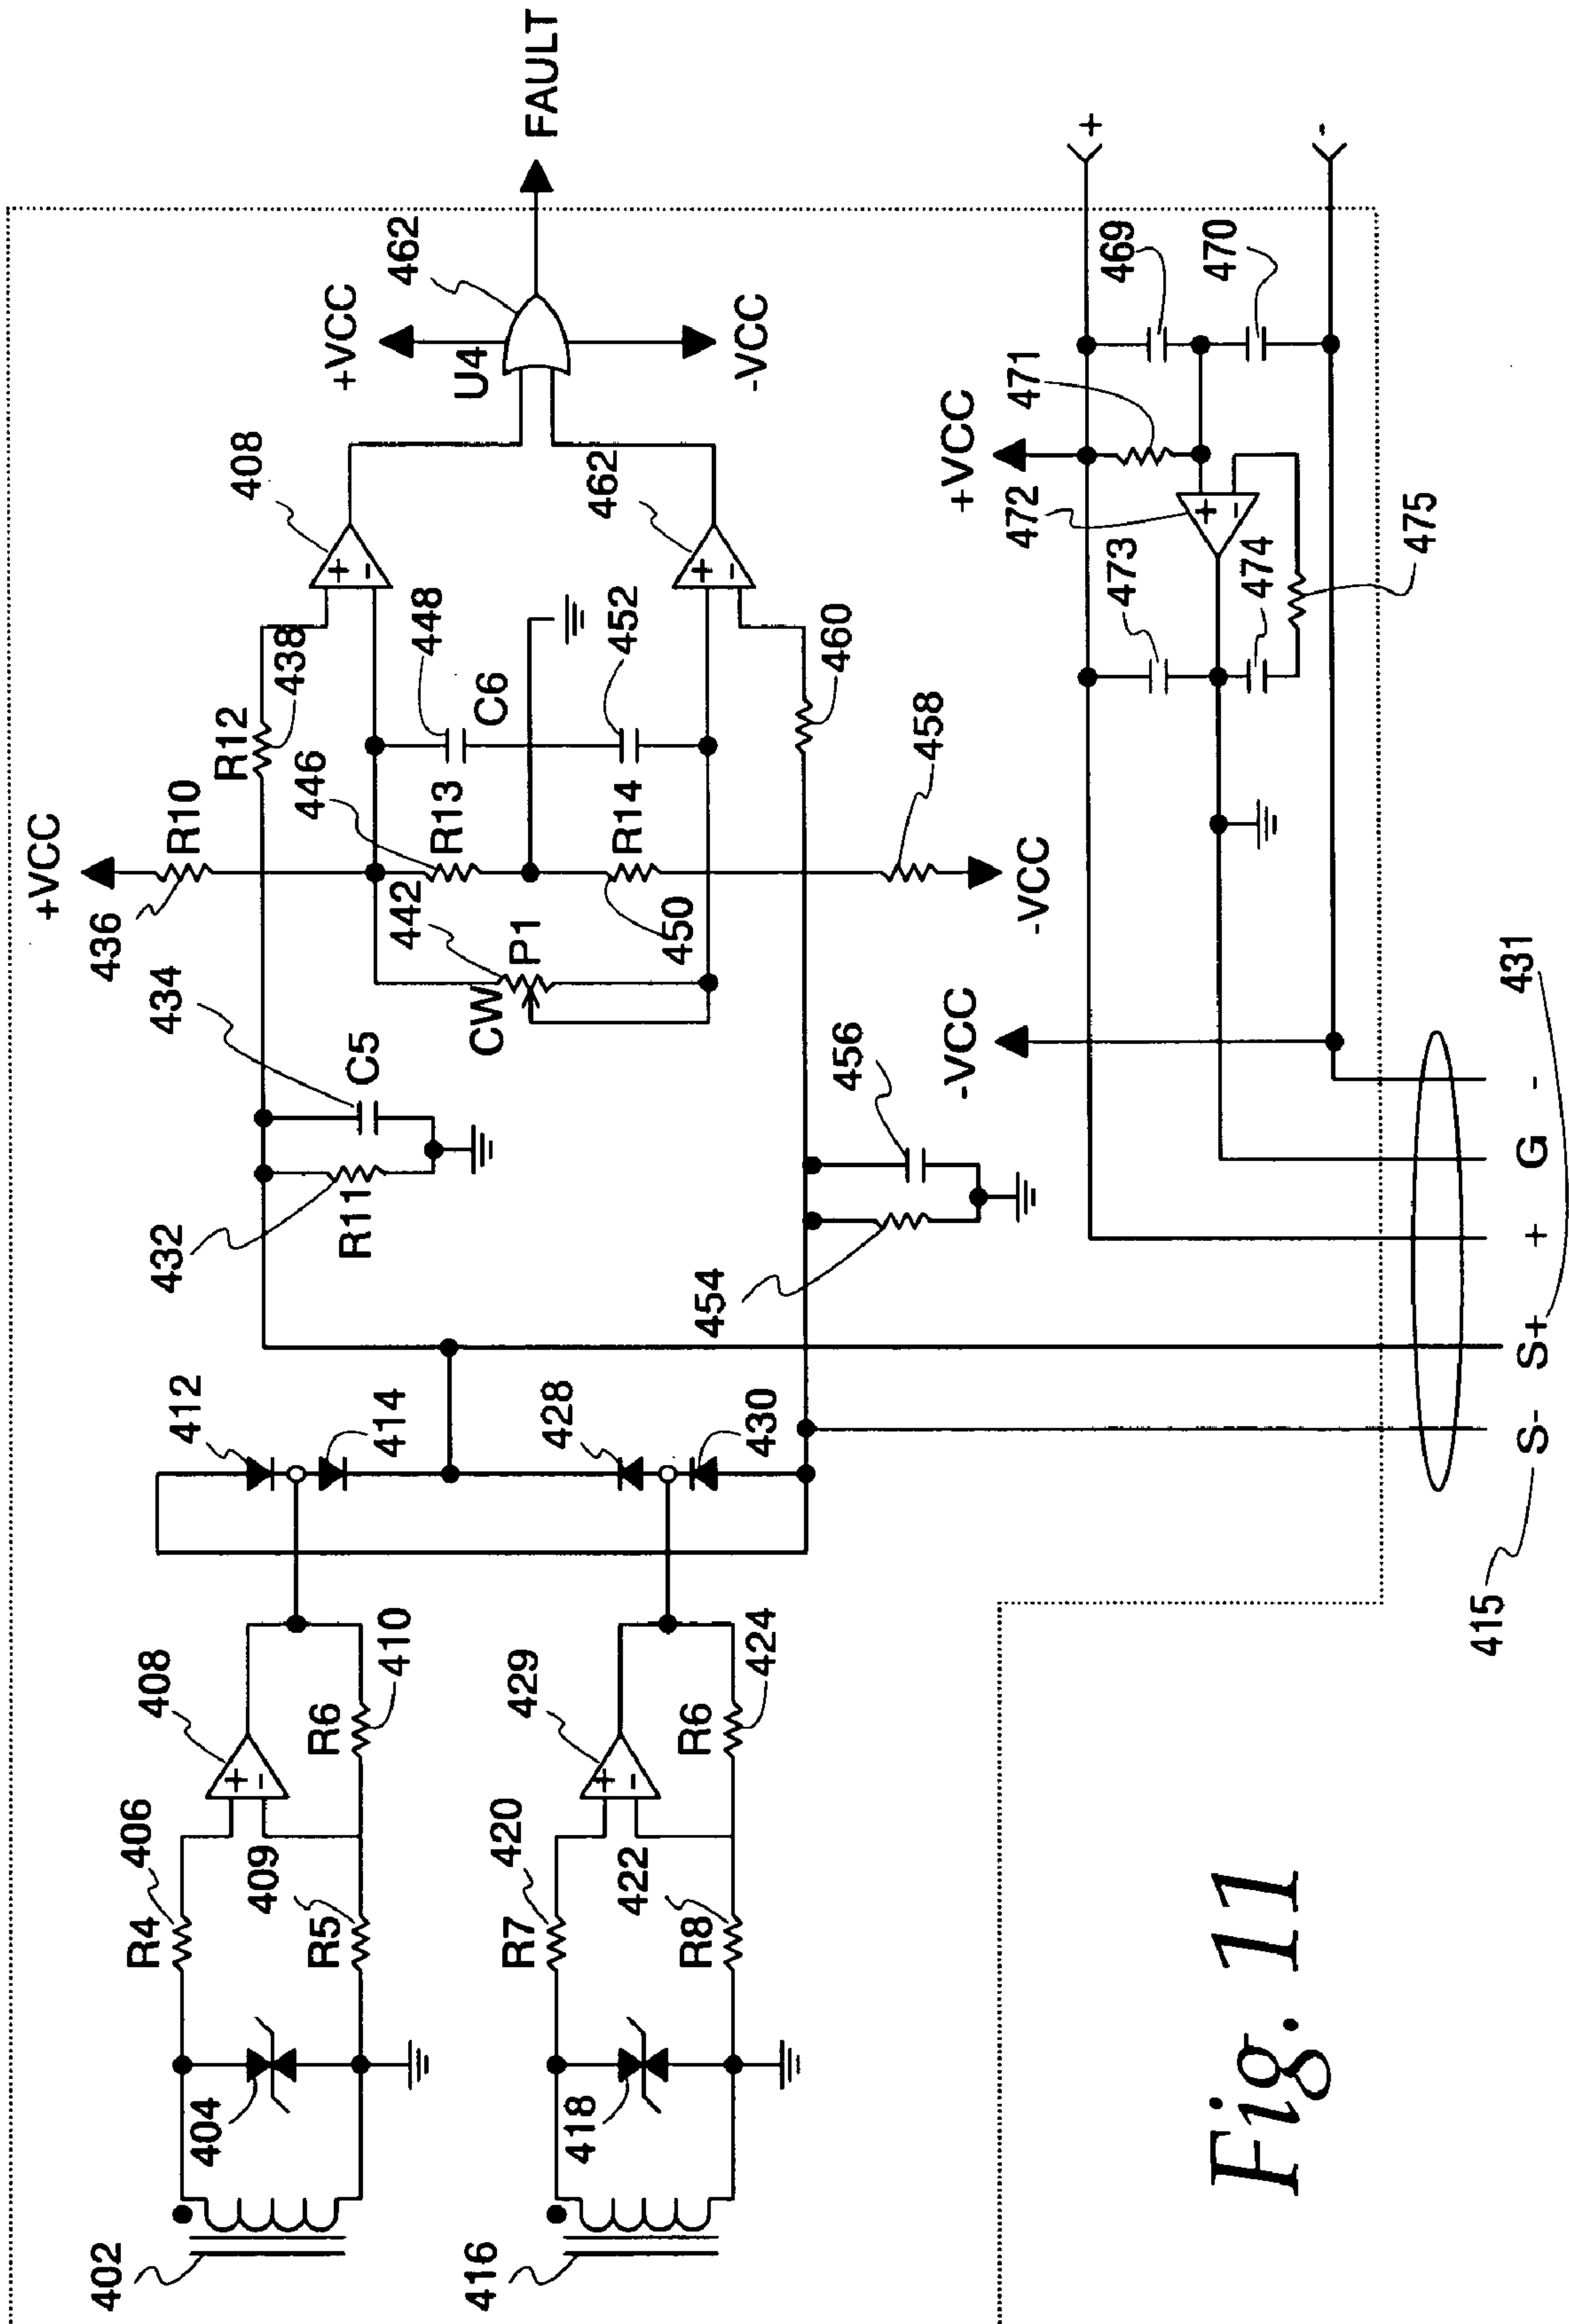 +VCC
436
R10
R12
438
408
+
-
+VCC
U4
462
FAULT
-VCC
434
C5
432
R11
442
CW
P1
446
R13
448
C6
450
R14
452
462
+
-
460
458
-VCC
412
414
428
430
454
456
402
404
R4
406
409
R5
408
+
-
R6
410
416
418
R7
420
422
R8
429
+
-
R6
424
-VCC
+VCC
471
472
+
-
473
474
475
469
470
+
-
415
S-
S+
+
G
-
431
Fig. 11